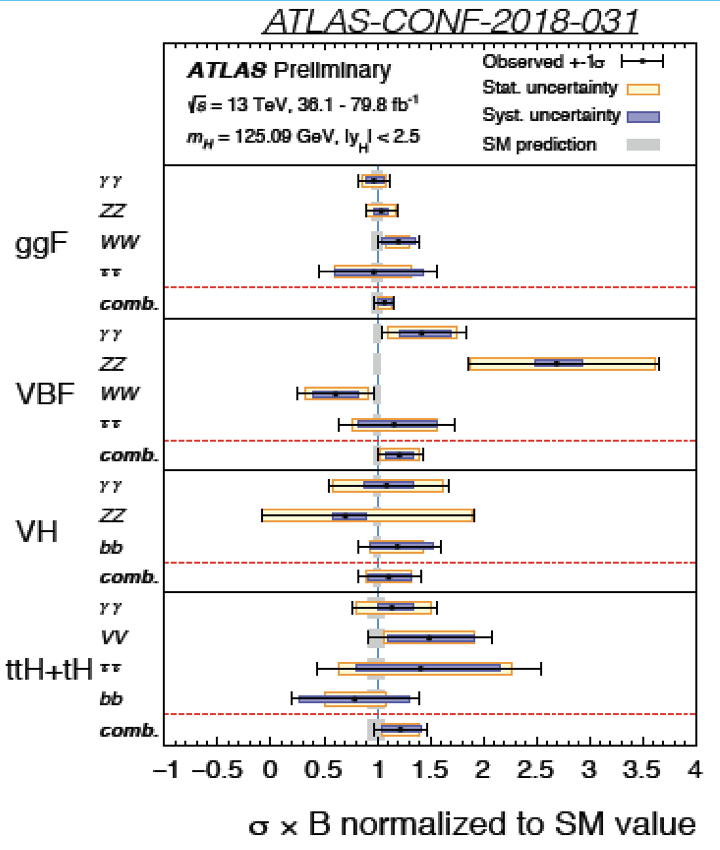 ATLAS-CONF-2018-031
ATLAS Preliminary
√s = 13 TeV, 36.1 - 79.8 fb⁻¹
m_H = 125.09 GeV, |y_H| < 2.5
Observed +-1σ
Stat. uncertainty
Syst. uncertainty
SM prediction
ggF
γγ
ZZ
WW
ττ
comb.
VBF
γγ
ZZ
WW
ττ
comb.
VH
γγ
ZZ
bb
comb.
ttH+tH
γγ
VV
ττ
bb
comb.
−1 −0.5 0 0.5 1 1.5 2 2.5 3 3.5 4
σ × B normalized to SM value